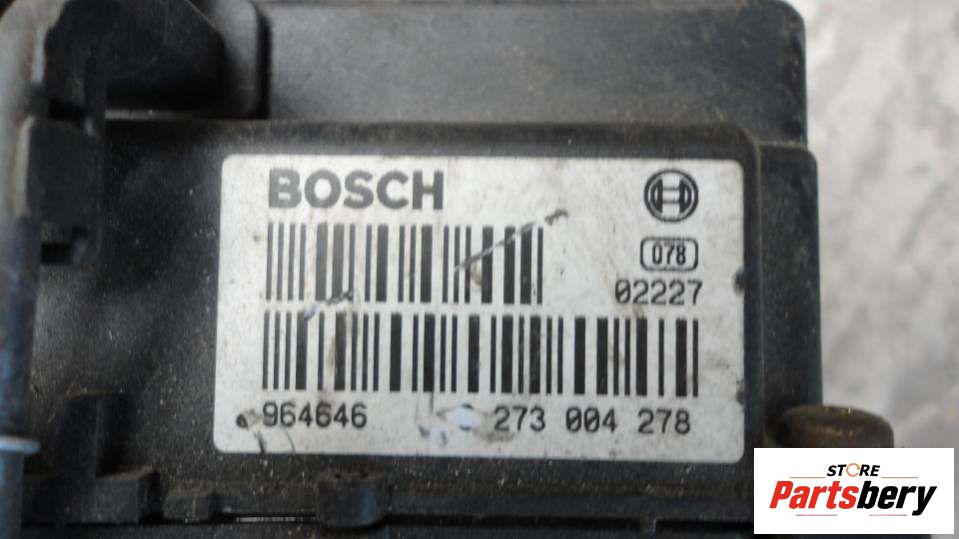 BOSCH
078
02227
964646 273 004 278
STORE
Partsbery